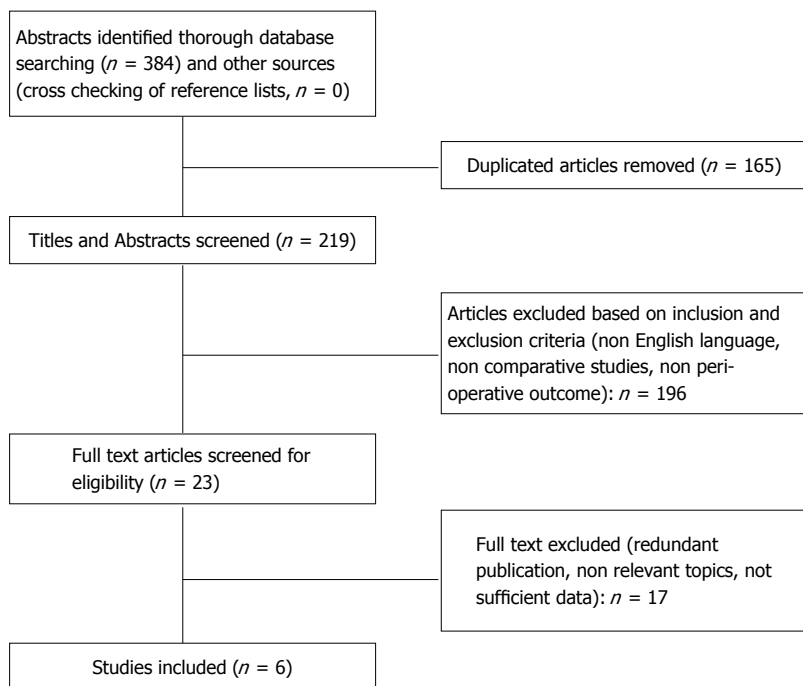 Abstracts identified thorough database
searching (n = 384) and other sources
(cross checking of reference lists, n = 0)
Duplicated articles removed (n = 165)
Titles and Abstracts screened (n = 219)
Articles excluded based on inclusion and
exclusion criteria (non English language,
non comparative studies, non peri-
operative outcome): n = 196
Full text articles screened for
eligibility (n = 23)
Full text excluded (redundant
publication, non relevant topics, not
sufficient data): n = 17
Studies included (n = 6)